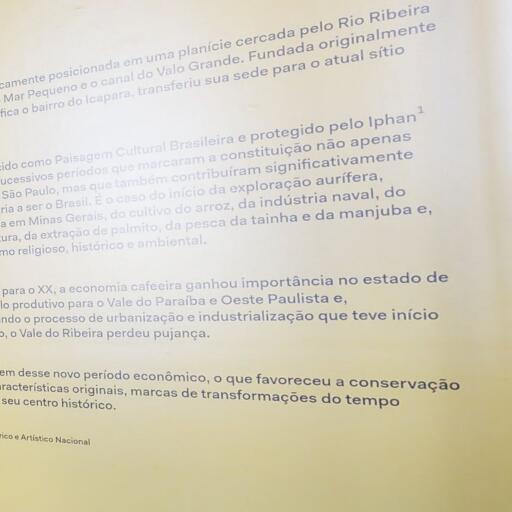 camente posicionada em uma planície cercada pelo Rio Ribeira
Mar Pequeno e o canal do Valo Grande. Fundada originalmente
fica o bairro do Icapara, transferiu sua sede para o atual sítio
cido como Paisagem Cultural Brasileira e protegido pelo Iphan¹
ucessivos períodos que marcaram a constituição não apenas
São Paulo, mas que também contribuíram significativamente
ria a ser o Brasil. É o caso do início da exploração aurífera,
a em Minas Gerais, do cultivo do arroz, da indústria naval, do
tura, da extração de palmito, da pesca da tainha e da manjuba e,
mo religioso, histórico e ambiental.
para o XX, a economia cafeeira ganhou importância no estado de
lo produtivo para o Vale do Paraíba e Oeste Paulista e,
ando o processo de urbanização e industrialização que teve início
o, o Vale do Ribeira perdeu pujança.
em desse novo período econômico, o que favoreceu a conservação
aracterísticas originais, marcas de transformações do tempo
seu centro histórico.
rico e Artístico Nacional